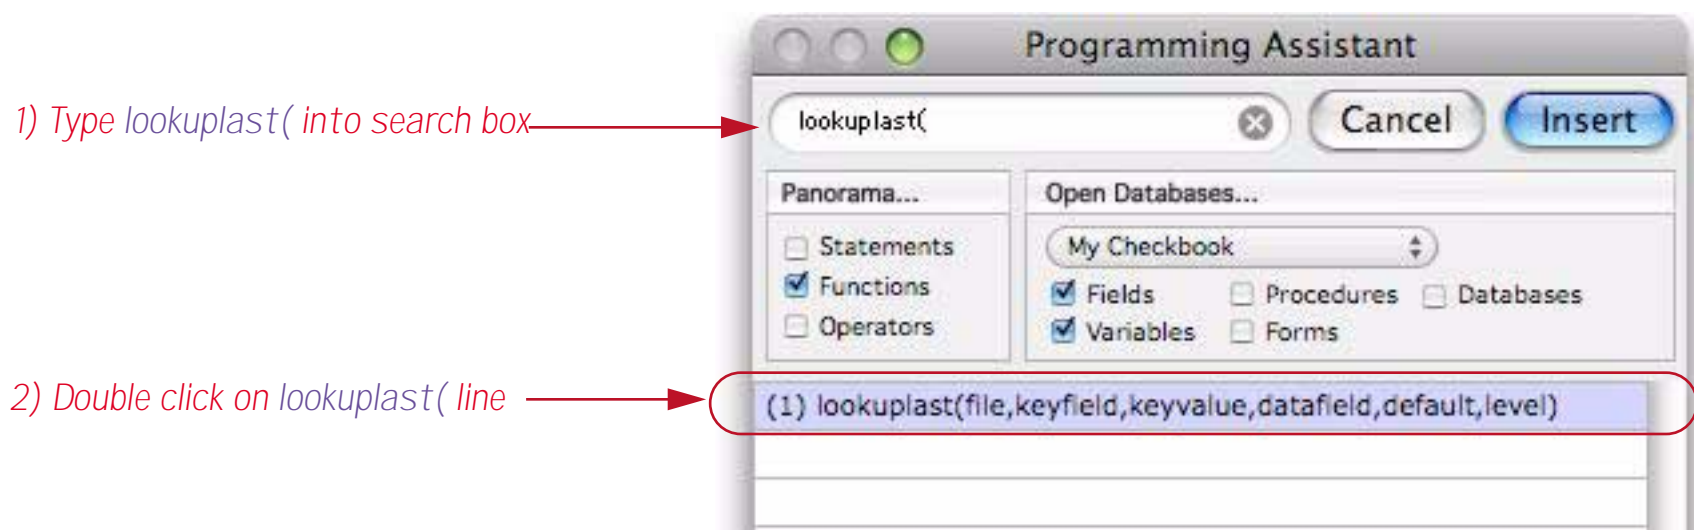 Programming Assistant
1) Type lookuplast( into search box
lookuplast(
Cancel
Insert
Panorama...
Open Databases...
Statements
My Checkbook
Functions
Fields
Procedures
Databases
Operators
Variables
Forms
2) Double click on lookuplast( line
(1) lookuplast(file,keyfield,keyvalue,datafield,default,level)